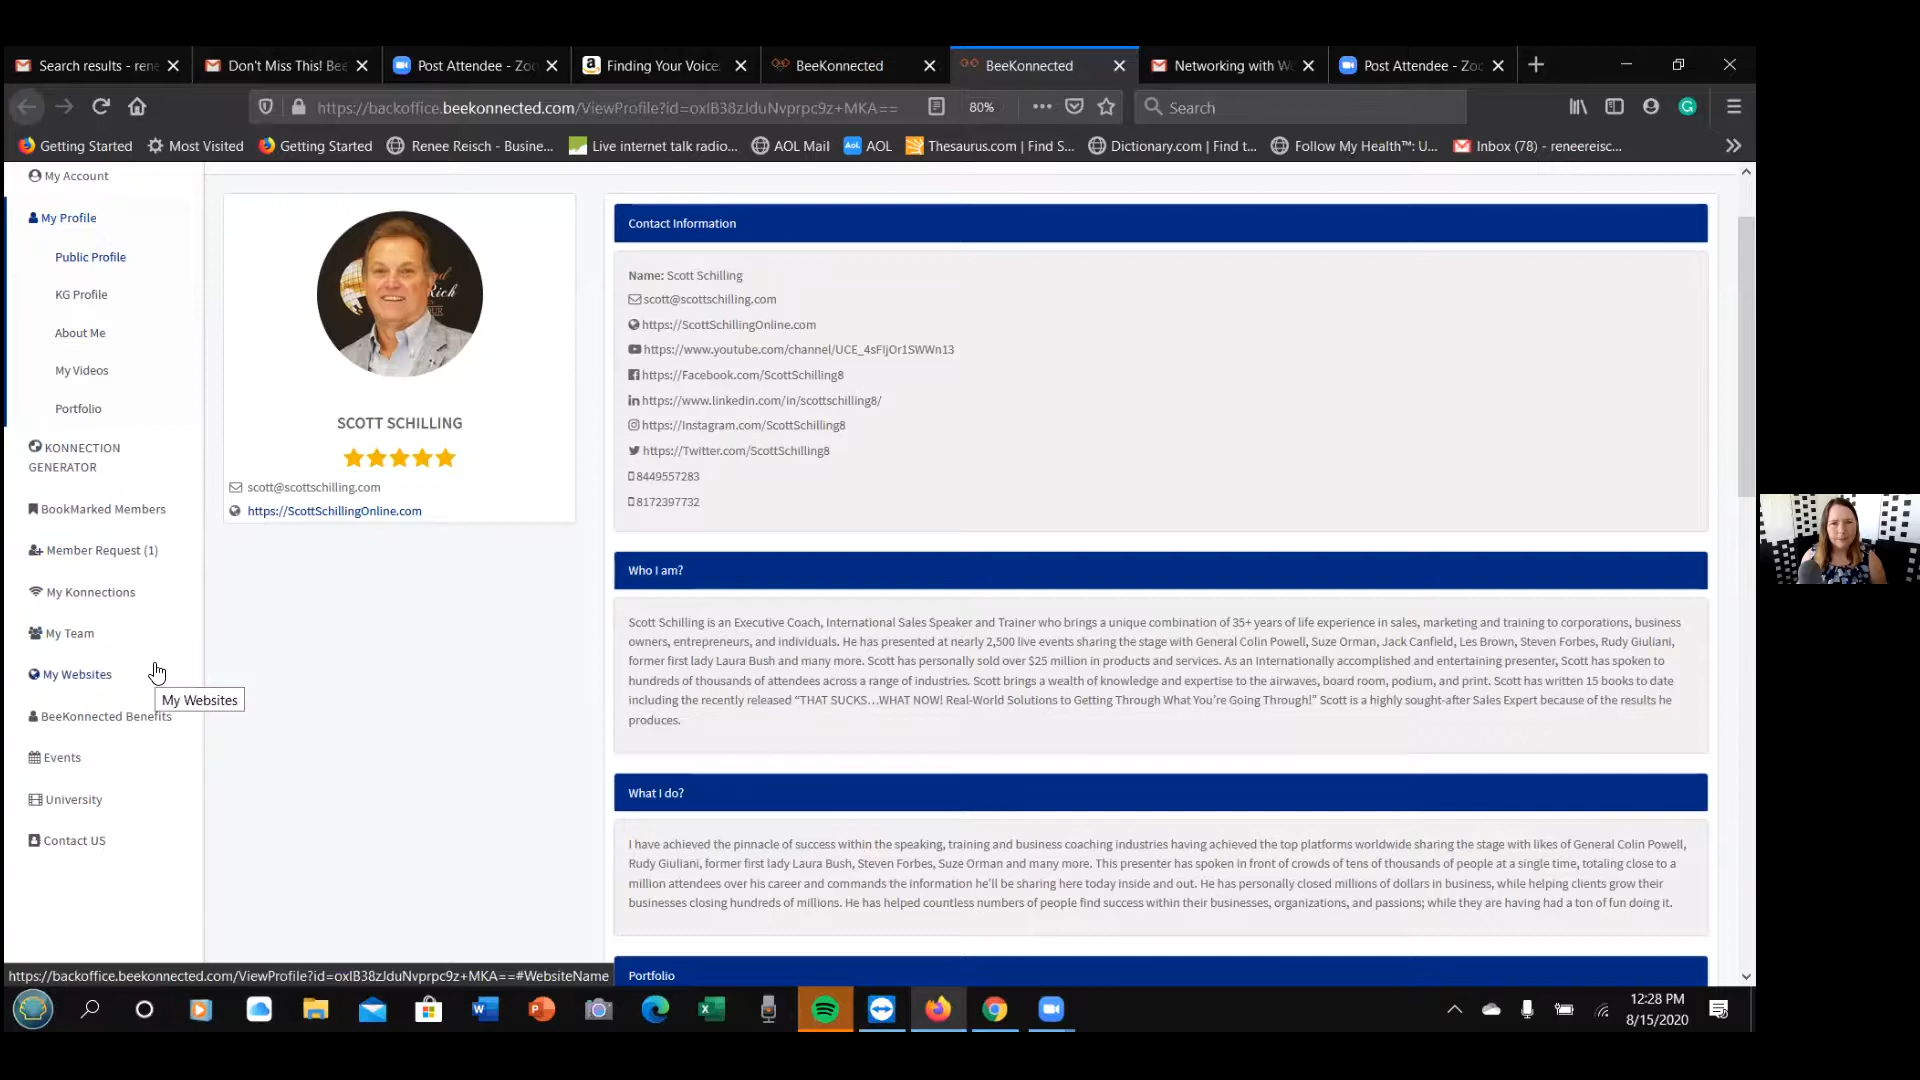 Search results - rene
Don't Miss This! Bee
Post Attendee - Zoo
Finding Your Voice:
BeeKonnected
BeeKonnected
Networking with Wo
Post Attendee - Zoo
https://backoffice.beekonnected.com/ViewProfile?id=oxIB38zJduNvprpc9z+MKA==
80%
Search
Getting Started
Most Visited
Getting Started
Renee Reisch - Busine...
Live internet talk radio...
AOL Mail
AOL
Thesaurus.com | Find S...
Dictionary.com | Find t...
Follow My Health™: U...
Inbox (78) - reneereisc...
My Account
My Profile
Public Profile
KG Profile
About Me
My Videos
Portfolio
KONNECTION
GENERATOR
BookMarked Members
Member Request (1)
My Konnections
My Team
My Websites
My Websites
BeeKonnected Benefits
Events
University
Contact US
SCOTT SCHILLING
scott@scottschilling.com
https://ScottSchillingOnline.com
Contact Information
Name: Scott Schilling
scott@scottschilling.com
https://ScottSchillingOnline.com
https://www.youtube.com/channel/UCE_4sFIjOr1SWWn13
https://Facebook.com/ScottSchilling8
https://www.linkedin.com/in/scottschilling8/
https://Instagram.com/ScottSchilling8
https://Twitter.com/ScottSchilling8
8449557283
8172397732
Who I am?
Scott Schilling is an Executive Coach, International Sales Speaker and Trainer who brings a unique combination of 35+ years of life experience in sales, marketing and training to corporations, business
owners, entrepreneurs, and individuals. He has presented at nearly 2,500 live events sharing the stage with General Colin Powell, Suze Orman, Jack Canfield, Les Brown, Steven Forbes, Rudy Giuliani,
former first lady Laura Bush and many more. Scott has personally sold over $25 million in products and services. As an Internationally accomplished and entertaining presenter, Scott has spoken to
hundreds of thousands of attendees across a range of industries. Scott brings a wealth of knowledge and expertise to the airwaves, board room, podium, and print. Scott has written 15 books to date
including the recently released “THAT SUCKS…WHAT NOW! Real-World Solutions to Getting Through What You’re Going Through!” Scott is a highly sought-after Sales Expert because of the results he
produces.
What I do?
I have achieved the pinnacle of success within the speaking, training and business coaching industries having achieved the top platforms worldwide sharing the stage with likes of General Colin Powell,
Rudy Giuliani, former first lady Laura Bush, Steven Forbes, Suze Orman and many more. This presenter has spoken in front of crowds of tens of thousands of people at a single time, totaling close to a
million attendees over his career and commands the information he’ll be sharing here today inside and out. He has personally closed millions of dollars in business, while helping clients grow their
businesses closing hundreds of millions. He has helped countless numbers of people find success within their businesses, organizations, and passions; while they are having had a ton of fun doing it.
Portfolio
https://backoffice.beekonnected.com/ViewProfile?id=oxIB38zJduNvprpc9z+MKA==#WebsiteName
12:28 PM
8/15/2020